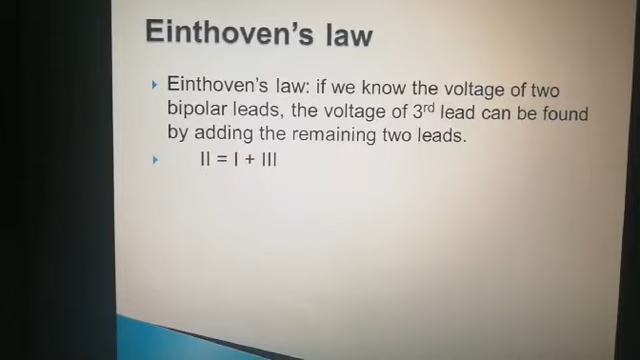 Einthoven's law
Einthoven's law: if we know the voltage of two
bipolar leads, the voltage of 3rd lead can be found
by adding the remaining two leads.
II = I + III